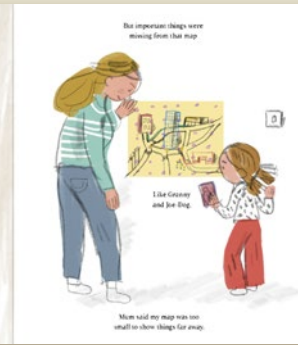 But important things were
missing from that map
Like Granny
and Joe-Dog.
Mum said my map was too
small to show things far away.